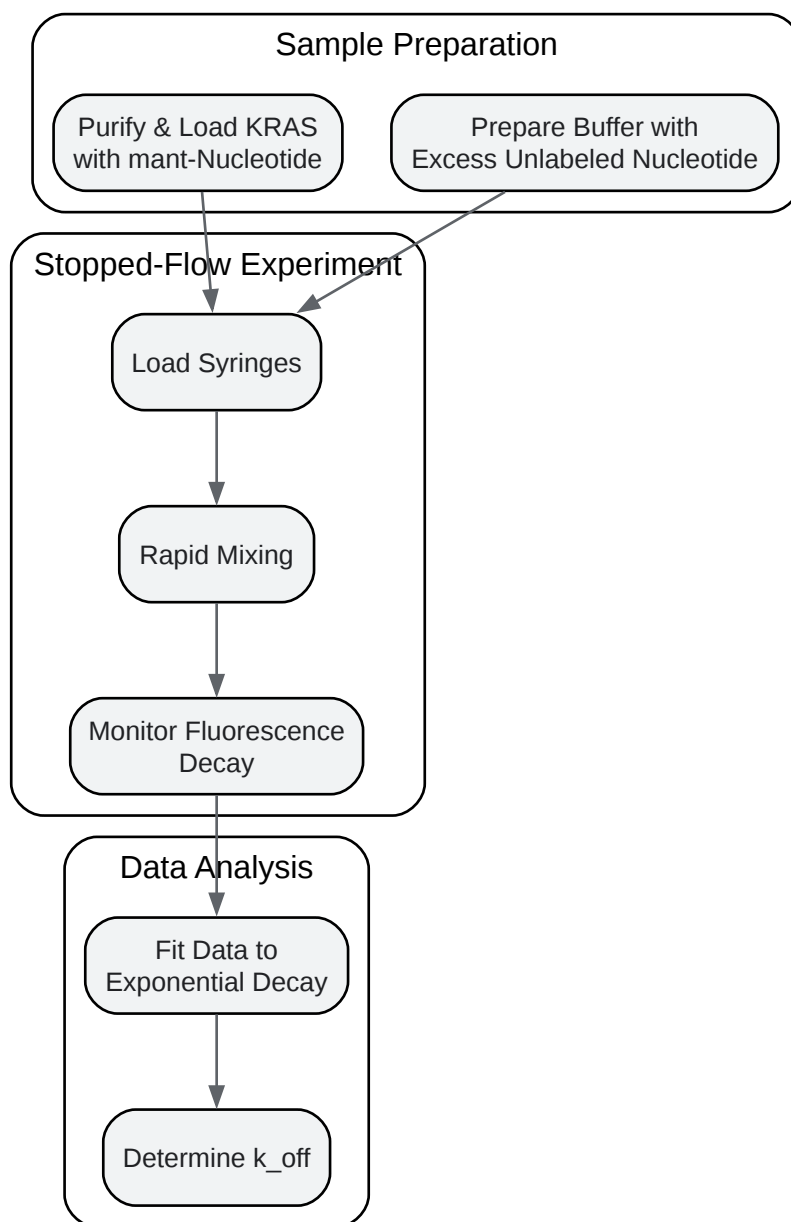 Sample Preparation
Purify & Load KRAS
with mant-Nucleotide
Prepare Buffer with
Excess Unlabeled Nucleotide
Stopped-Flow Experiment
Load Syringes
Rapid Mixing
Monitor Fluorescence
Decay
Data Analysis
Fit Data to
Exponential Decay
Determine k_off